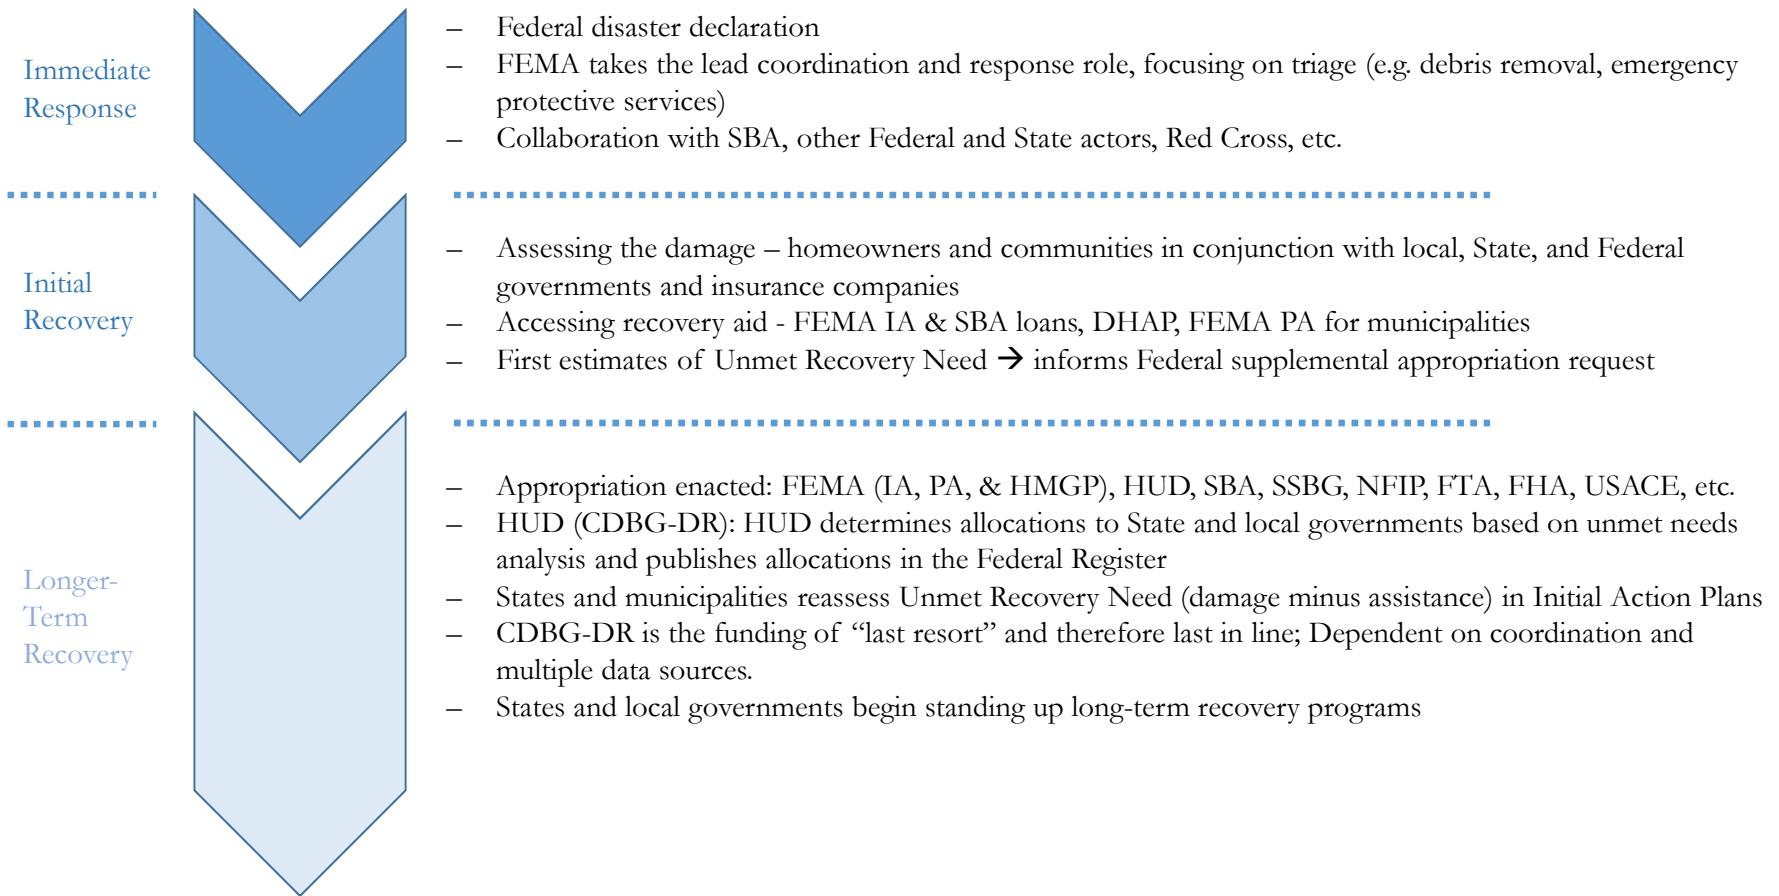 Immediate
Response
– Federal disaster declaration
– FEMA takes the lead coordination and response role, focusing on triage (e.g. debris removal, emergency
protective services)
– Collaboration with SBA, other Federal and State actors, Red Cross, etc.
Initial
Recovery
– Assessing the damage – homeowners and communities in conjunction with local, State, and Federal
governments and insurance companies
– Accessing recovery aid - FEMA IA & SBA loans, DHAP, FEMA PA for municipalities
– First estimates of Unmet Recovery Need → informs Federal supplemental appropriation request
Longer-
Term
Recovery
– Appropriation enacted: FEMA (IA, PA, & HMGP), HUD, SBA, SSBG, NFIP, FTA, FHA, USACE, etc.
– HUD (CDBG-DR): HUD determines allocations to State and local governments based on unmet needs
analysis and publishes allocations in the Federal Register
– States and municipalities reassess Unmet Recovery Need (damage minus assistance) in Initial Action Plans
– CDBG-DR is the funding of “last resort” and therefore last in line; Dependent on coordination and
multiple data sources.
– States and local governments begin standing up long-term recovery programs